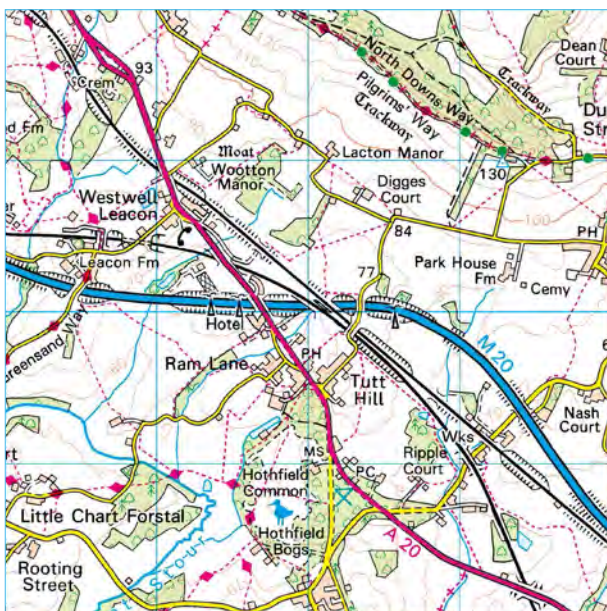 Crem
93
North Downs Way
Pilgrims' Way
Trackway
Trackway
Dean
Court
Moat
Wootton
Manor
Lacton Manor
130
Westwell
Leacon
Digges
Court
84
100
PH
Leacon Fm
77
Park House
Fm
Cemy
Hotel
Greensand Way
M 20
Ram Lane
PH
Tutt
Hill
Nash
Court
MS
PC
Ripple
Court
Wks
Hothfield
Common
Hothfield
Bogs
Little Chart Forstal
A 20
Rooting
Street
Stour